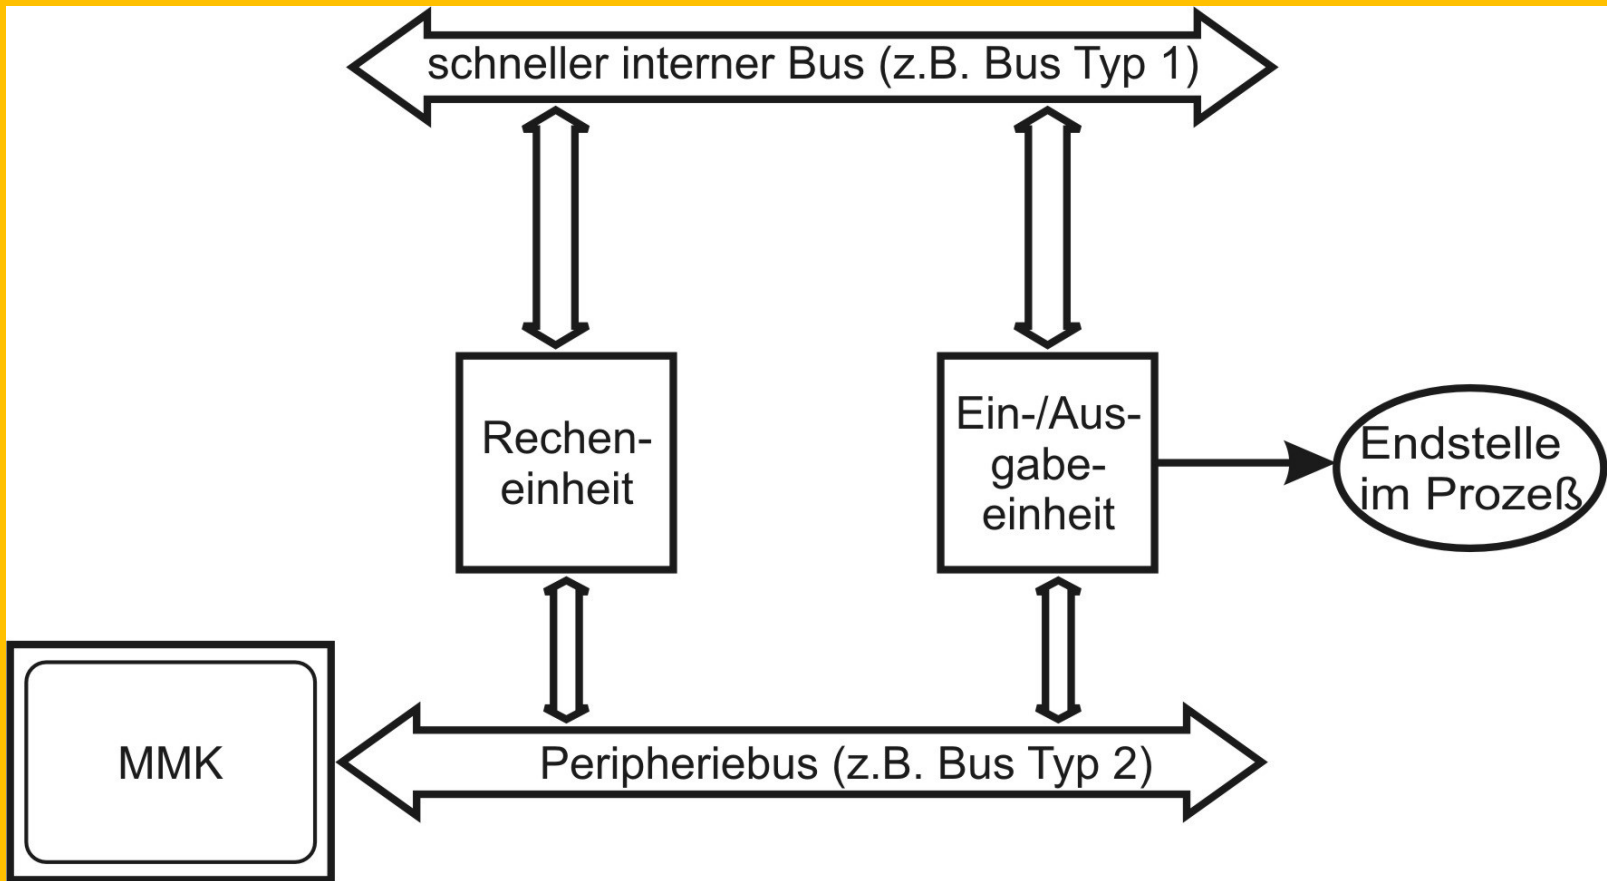 schneller interner Bus (z.B. Bus Typ 1)
Rechen-
einheit
Ein-/Aus-
gabe-
einheit
Endstelle
im Prozeß
MMK
Peripheriebus (z.B. Bus Typ 2)